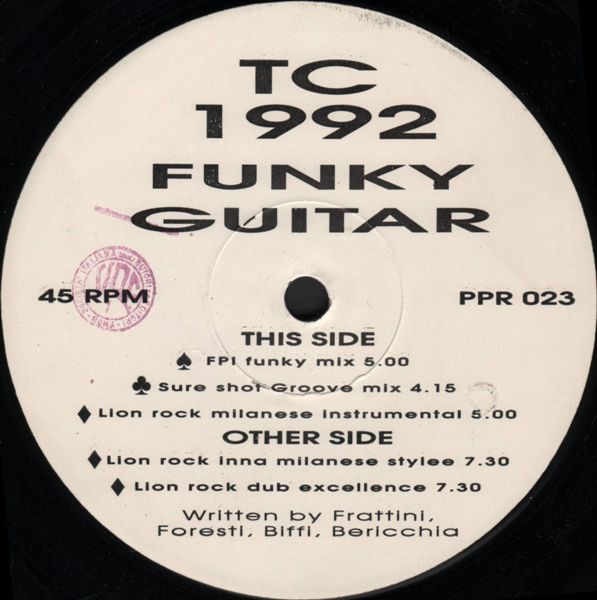 TC
1992
FUNKY
GUITAR
45 RPM
PPR 023
THIS SIDE
♠ FPI funky mix 5.00
♣ Sure shot Groove mix 4.15
♦ Lion rock milanese instrumental 5.00
OTHER SIDE
♦ Lion rock inna milanese stylee 7.30
♦ Lion rock dub excellence 7.30
Written by Frattini,
Foresti, Biffi, Bericchia